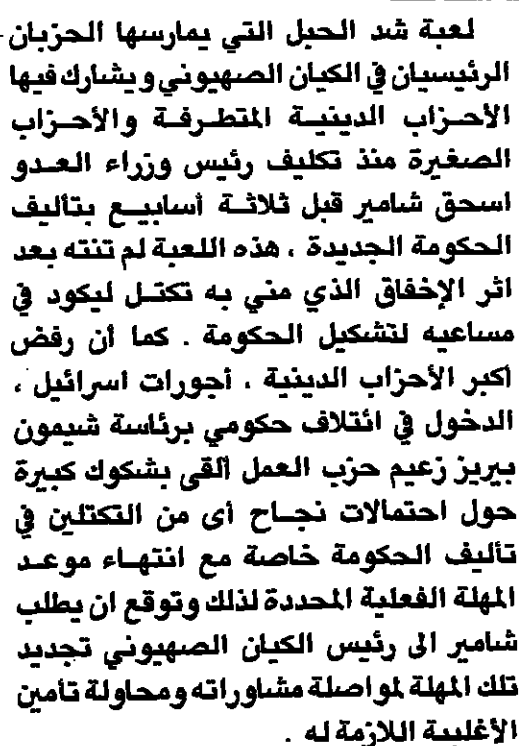 لعبة شد الحبل التي يمارسها الحزبان
الرئيسيان في الكيان الصهيوني ويشارك فيها
الأحزاب الدينية المتطرفة والأحزاب
الصغيرة منذ تكليف رئيس وزراء العدو
اسحق شامير قبل ثلاثة أسابيع بتأليف
الحكومة الجديدة ، هذه اللعبة لم تنته بعد
اثر الإخفاق الذي مني به تكتل ليكود في
مساعيه لتشكيل الحكومة . كما أن رفض
أكبر الأحزاب الدينية ، أجورات اسرائيل ،
الدخول في ائتلاف حكومي برئاسة شيمون
بيريز زعيم حزب العمل ألقى بشكوك كبيرة
حول احتمالات نجاح أى من التكتلين في
تأليف الحكومة خاصة مع انتهاء موعد
المهلة الفعلية المحددة لذلك وتوقع ان يطلب
شامير الى رئيس الكيان الصهيوني تجديد
تلك المهلة لمواصلة مشاوراته ومحاولة تأمين
الأغلبية اللازمة له .